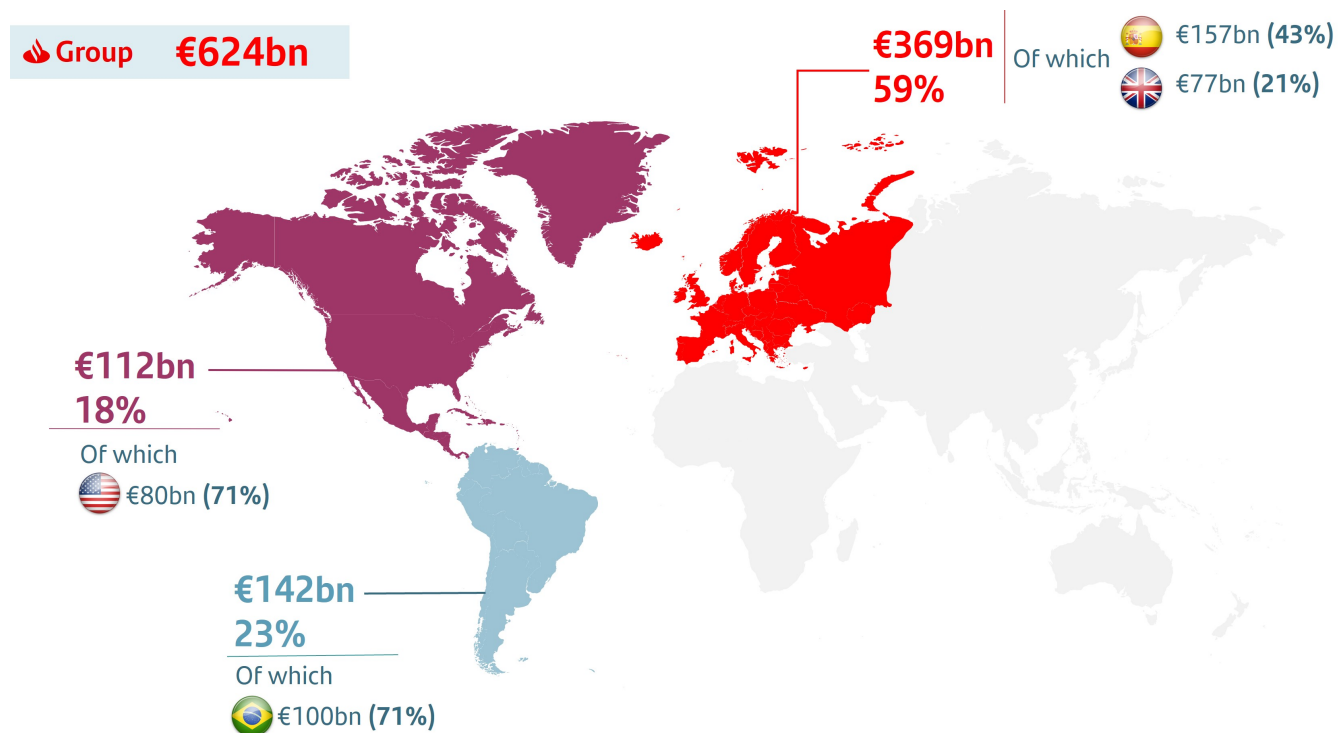 Group €624bn
€369bn
59%
Of which
€157bn (43%)
€77bn (21%)
€112bn
18%
Of which
€80bn (71%)
€142bn
23%
Of which
€100bn (71%)